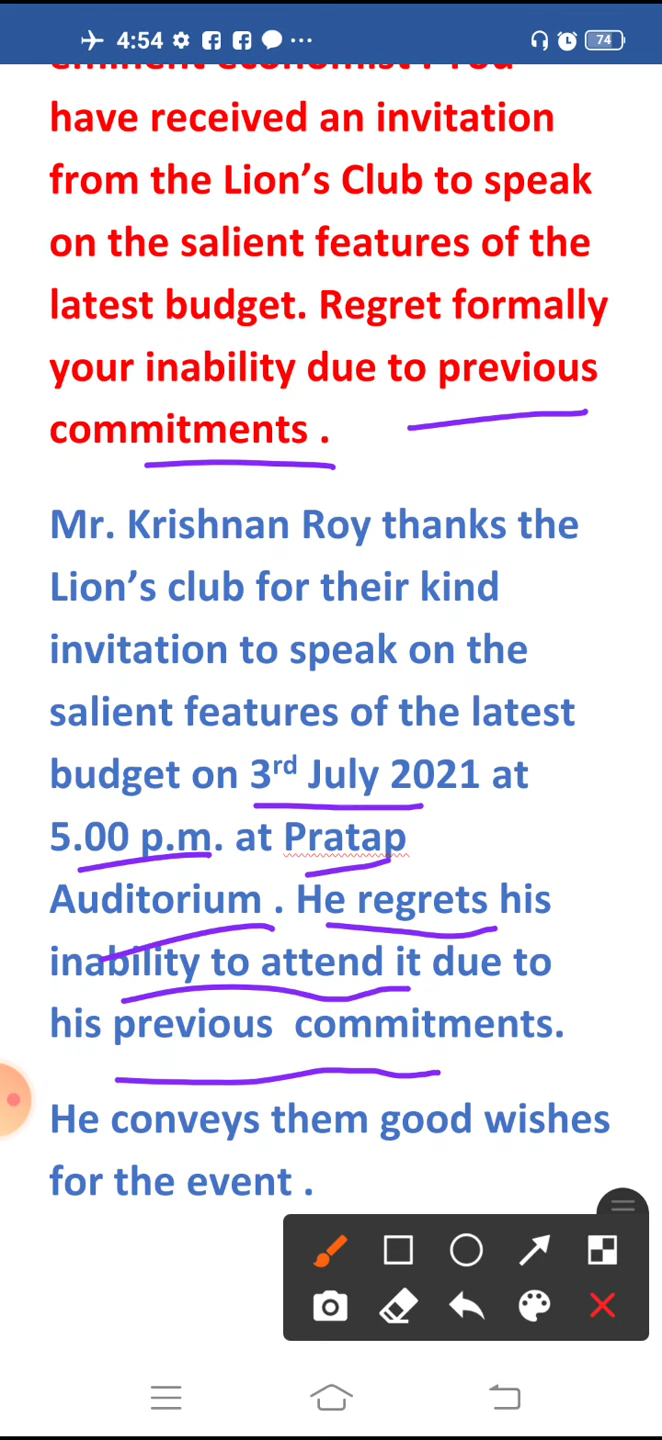 4:54
74
eminent economist . You
have received an invitation
from the Lion's Club to speak
on the salient features of the
latest budget. Regret formally
your inability due to previous
commitments .
Mr. Krishnan Roy thanks the
Lion's club for their kind
invitation to speak on the
salient features of the latest
budget on 3rd July 2021 at
5.00 p.m. at Pratap
Auditorium . He regrets his
inability to attend it due to
his previous  commitments.
He conveys them good wishes
for the event .